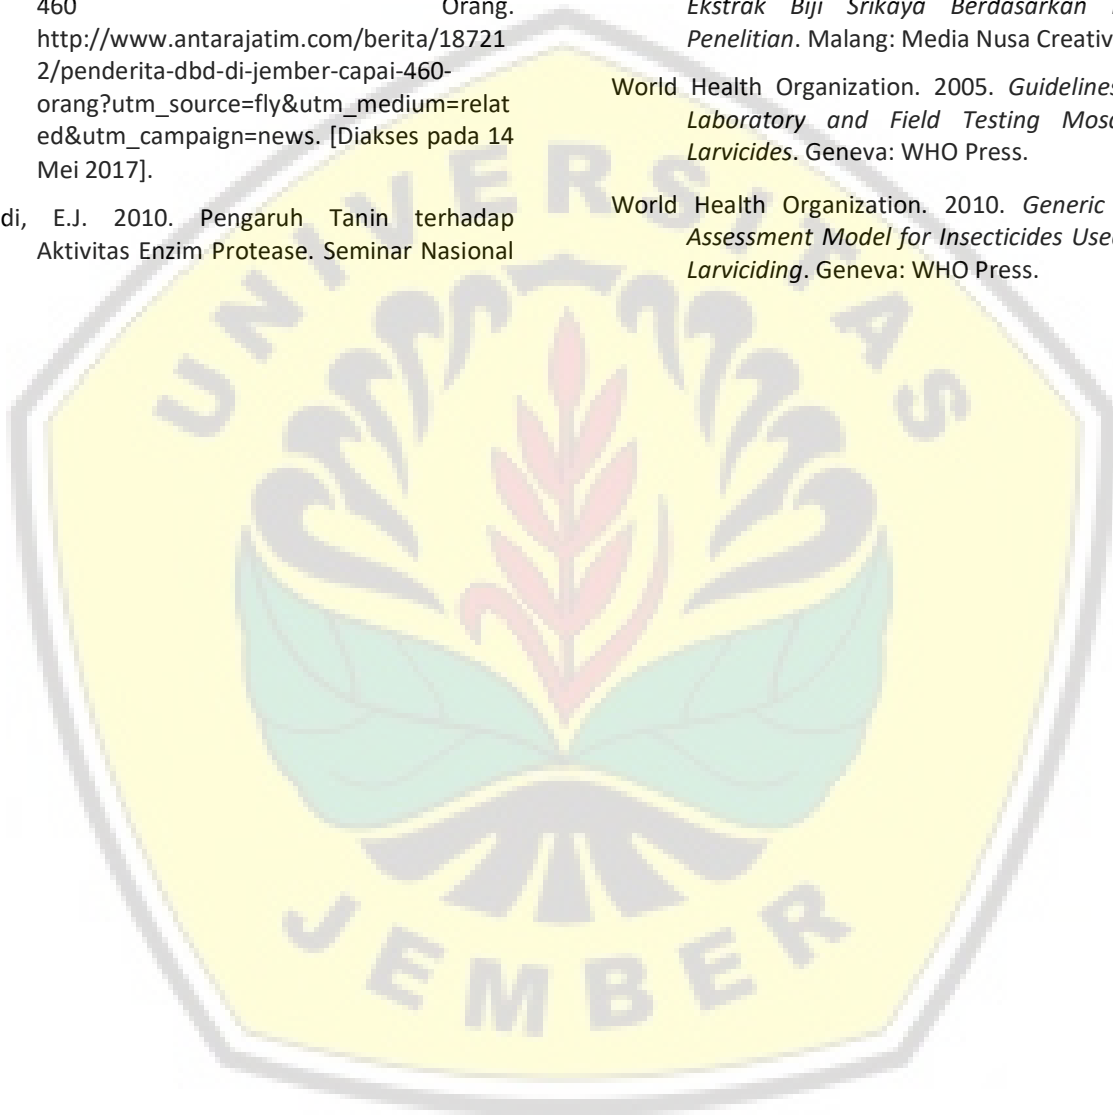 460 Orang.
http://www.antarajatim.com/berita/18721
2/penderita-dbd-di-jember-capai-460-
orang?utm_source=fly&utm_medium=relat
ed&utm_campaign=news. [Diakses pada 14
Mei 2017].
di, E.J. 2010. Pengaruh Tanin terhadap
Aktivitas Enzim Protease. Seminar Nasional
Ekstrak Biji Srikaya Berdasarkan
Penelitian. Malang: Media Nusa Creativ
World Health Organization. 2005. Guidelines
Laboratory and Field Testing Mosq
Larvicides. Geneva: WHO Press.
World Health Organization. 2010. Generic
Assessment Model for Insecticides Used
Larviciding. Geneva: WHO Press.
UNIVERSITAS
JEMBER